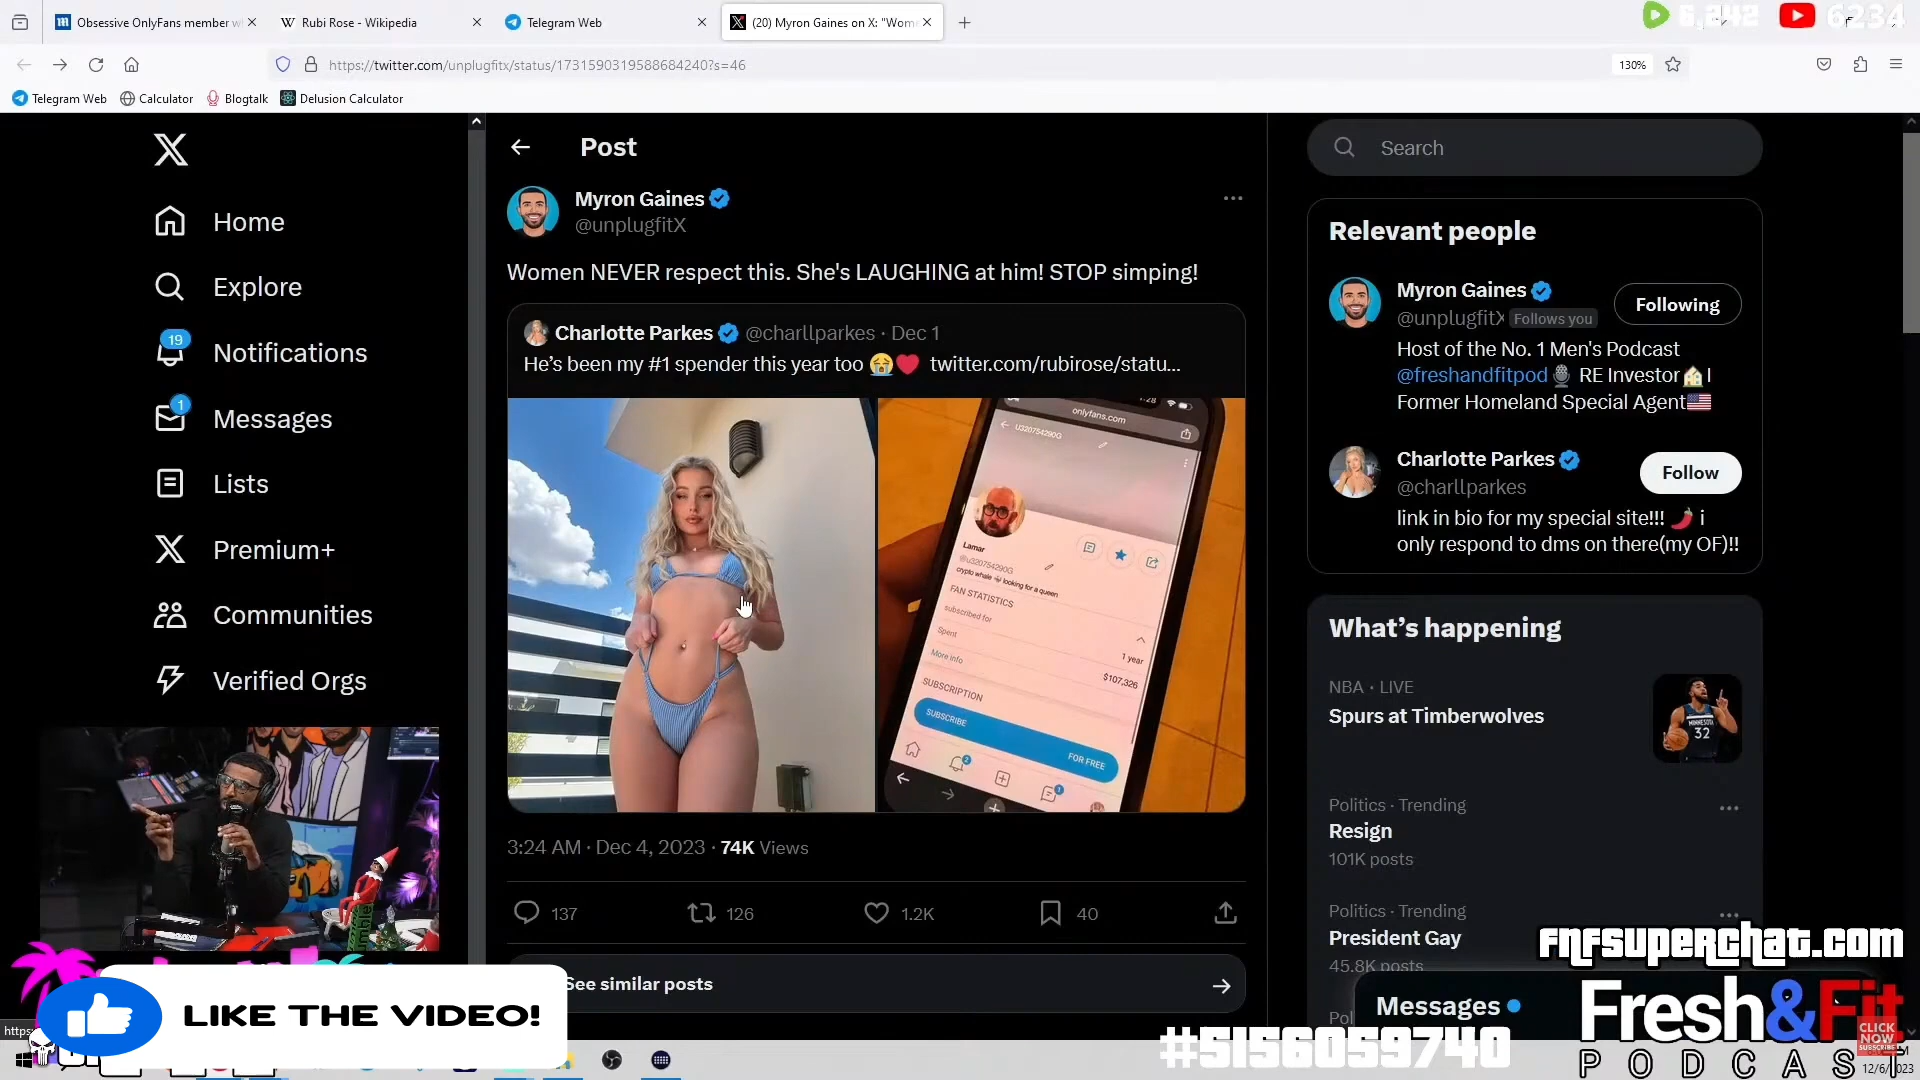 Obsessive OnlyFans member w
Rubi Rose - Wikipedia
Telegram Web
(20) Myron Gaines on X: "Wom
6,242
6234
https://twitter.com/unplugfitx/status/1731590319588684240?s=46
130%
Telegram Web
Calculator
Blogtalk
Delusion Calculator
Home
Explore
19
Notifications
1
Messages
Lists
Premium+
Communities
Verified Orgs
Post
Myron Gaines
@unplugfitX
Women NEVER respect this. She's LAUGHING at him! STOP simping!
Charlotte Parkes @charllparkes · Dec 1
He’s been my #1 spender this year too 😭❤️ twitter.com/rubirose/statu...
onlyfans.com
u320754290G
Lamar
@u320754290G
crypto whale 🐳 looking for a queen
FAN STATISTICS
subscribed for
1 year
Spent
$107,326
More info
SUBSCRIPTION
SUBSCRIBE
FOR FREE
2
1
3:24 AM · Dec 4, 2023 · 74K Views
137
126
1.2K
40
See similar posts
Search
Relevant people
Myron Gaines
@unplugfitX Follows you
Following
Host of the No. 1 Men's Podcast
@freshandfitpod🎙️ RE Investor🏠I
Former Homeland Special Agent🇺🇸
Charlotte Parkes
@charllparkes
Follow
link in bio for my special site!!! 🌶️ i
only respond to dms on there(my OF)!!
What’s happening
NBA · LIVE
Spurs at Timberwolves
MINNESOTA
32
Politics · Trending
Resign
101K posts
Politics · Trending
President Gay
45.8K posts
Pol
Messages
LIKE THE VIDEO!
https:
fnfsuperchat.com
Fresh&Fit
PODCAST
CLICK
NOW
SUBSCRIBE
#5156059740
12/6/2023